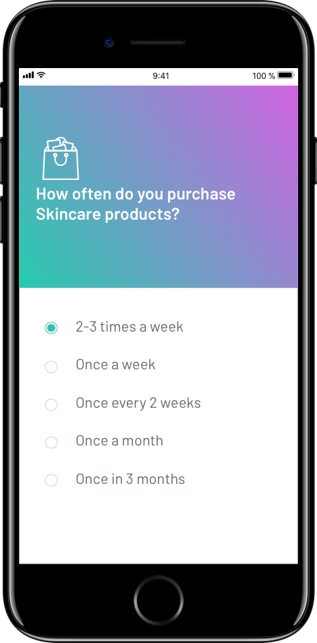 9:41
100 %
How often do you purchase
Skincare products?
2-3 times a week
Once a week
Once every 2 weeks
Once a month
Once in 3 months